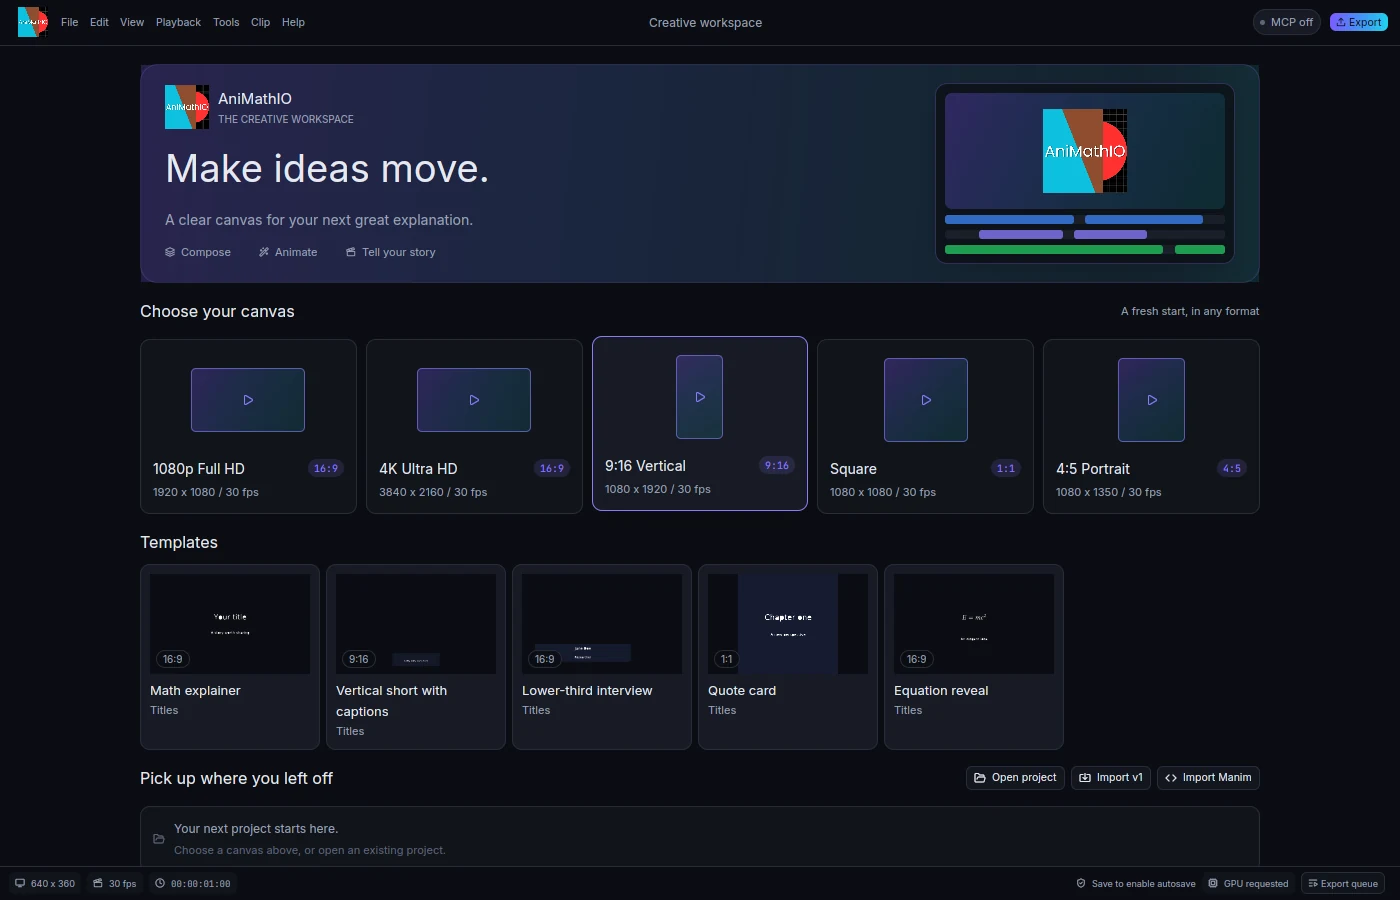 AniMathIO
File Edit View Playback Tools Clip Help
Creative workspace
MCP off
Export
AniMathIO
AniMathIO
THE CREATIVE WORKSPACE
Make ideas move.
A clear canvas for your next great explanation.
Compose Animate Tell your story
AniMathIO
Choose your canvas
A fresh start, in any format
1080p Full HD 16:9
1920 x 1080 / 30 fps
4K Ultra HD 16:9
3840 x 2160 / 30 fps
9:16 Vertical 9:16
1080 x 1920 / 30 fps
Square 1:1
1080 x 1080 / 30 fps
4:5 Portrait 4:5
1080 x 1350 / 30 fps
Templates
Your title
16:9
Math explainer
Titles
9:16
Vertical short with
captions
Titles
16:9
Lower-third interview
Titles
Chapter one
1:1
Quote card
Titles
E = mc²
16:9
Equation reveal
Titles
Pick up where you left off
Open project
Import v1
Import Manim
Your next project starts here.
Choose a canvas above, or open an existing project.
640 x 360
30 fps
00:00:01:00
Save to enable autosave
GPU requested
Export queue